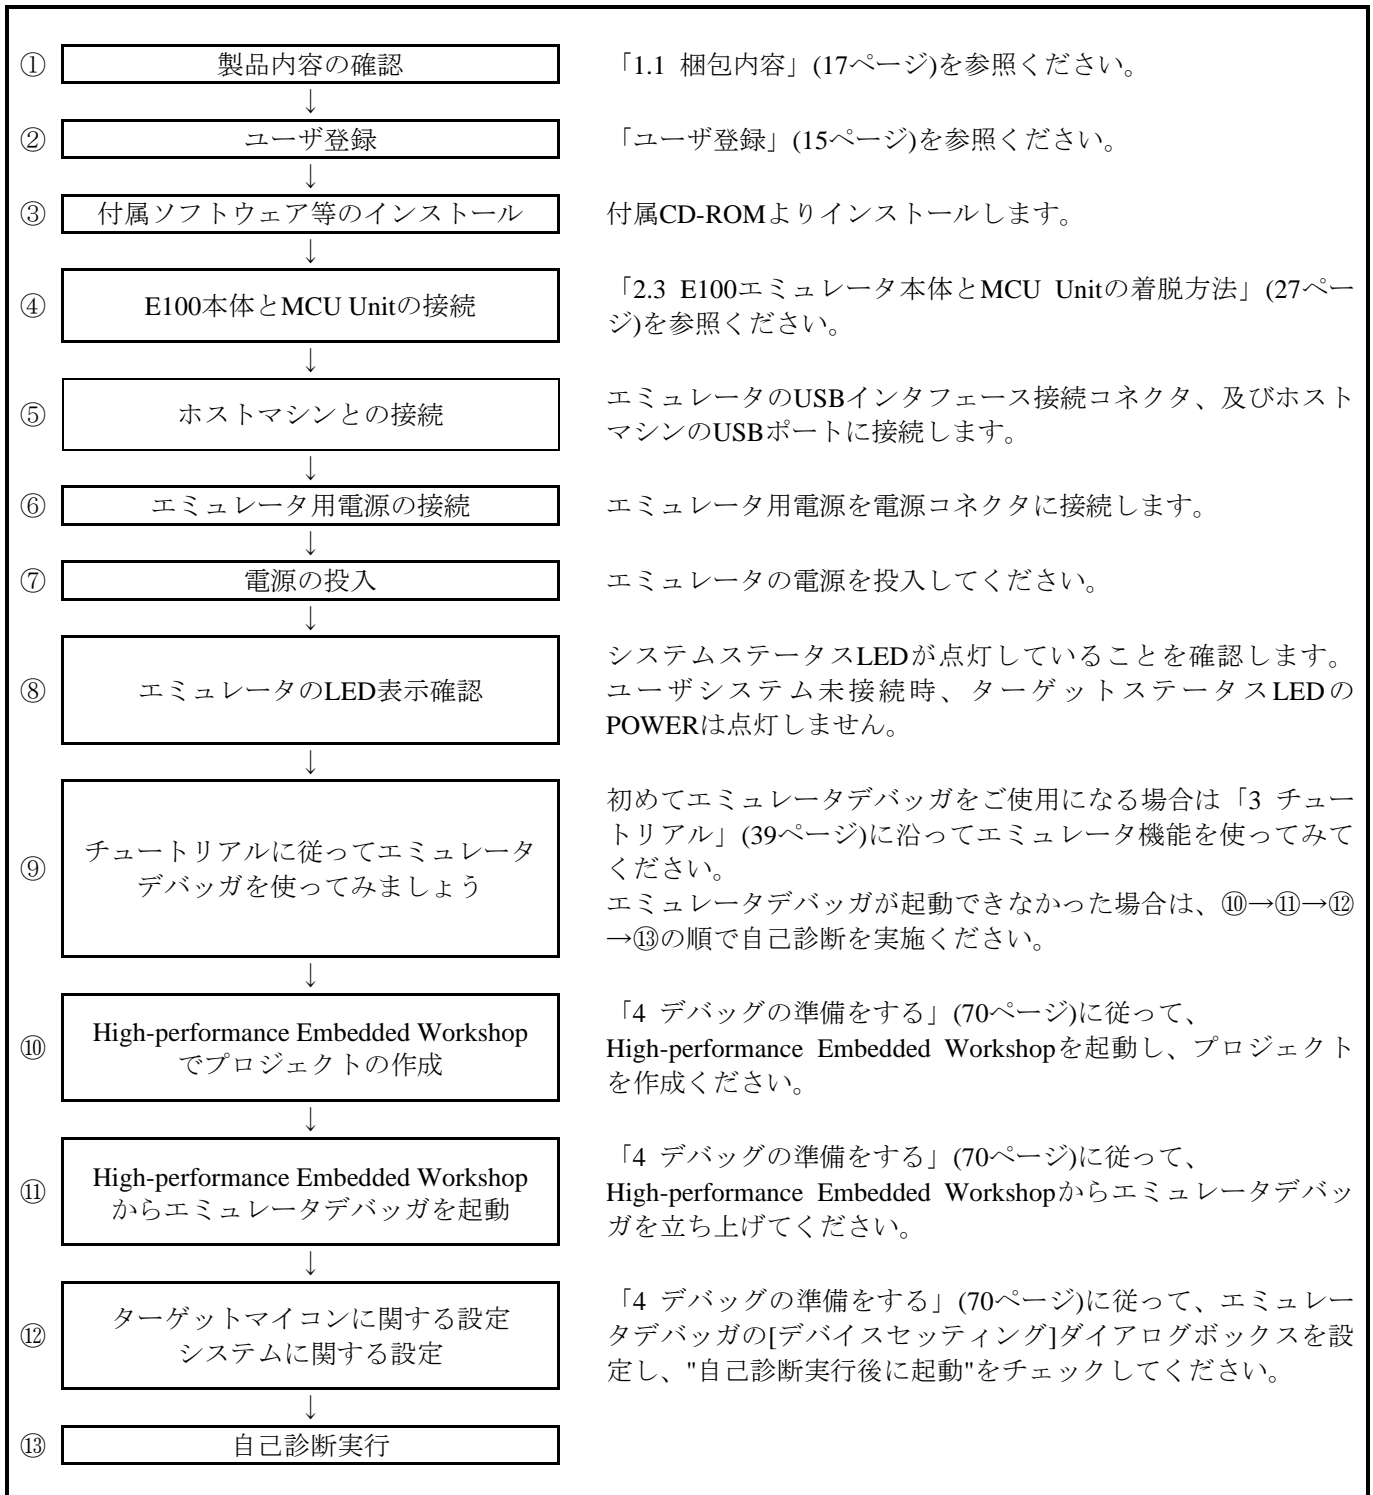 ① 製品内容の確認 「1.1 梱包内容」(17ページ)を参照ください。
↓
② ユーザ登録 「ユーザ登録」(15ページ)を参照ください。
↓
③ 付属ソフトウェア等のインストール 付属CD-ROMよりインストールします。
↓
④ E100本体とMCU Unitの接続
「2.3 E100エミュレータ本体とMCU Unitの着脱方法」(27ペー
ジ)を参照ください。
↓
⑤ ホストマシンとの接続
エミュレータのUSBインタフェース接続コネクタ、及びホスト
マシンのUSBポートに接続します。
↓
⑥ エミュレータ用電源の接続 エミュレータ用電源を電源コネクタに接続します。
↓
⑦ 電源の投入 エミュレータの電源を投入してください。
↓
⑧ エミュレータのLED表示確認
システムステータスLEDが点灯していることを確認します。
ユーザシステム未接続時、ターゲットステータスLEDの
POWERは点灯しません。
↓
⑨ チュートリアルに従ってエミュレータ
デバッガを使ってみましょう
初めてエミュレータデバッガをご使用になる場合は「3 チュー
トリアル」(39ページ)に沿ってエミュレータ機能を使ってみて
ください。
エミュレータデバッガが起動できなかった場合は、⑩→⑪→⑫
→⑬の順で自己診断を実施ください。
↓
⑩ High-performance Embedded Workshop
でプロジェクトの作成
「4 デバッグの準備をする」(70ページ)に従って、
High-performance Embedded Workshopを起動し、プロジェクト
を作成ください。
↓
⑪ High-performance Embedded Workshop
からエミュレータデバッガを起動
「4 デバッグの準備をする」(70ページ)に従って、
High-performance Embedded Workshopからエミュレータデバッ
ガを立ち上げてください。
↓
⑫ ターゲットマイコンに関する設定
システムに関する設定
「4 デバッグの準備をする」(70ページ)に従って、エミュレー
タデバッガの[デバイスセッティング]ダイアログボックスを設
定し、"自己診断実行後に起動"をチェックしてください。
↓
⑬ 自己診断実行